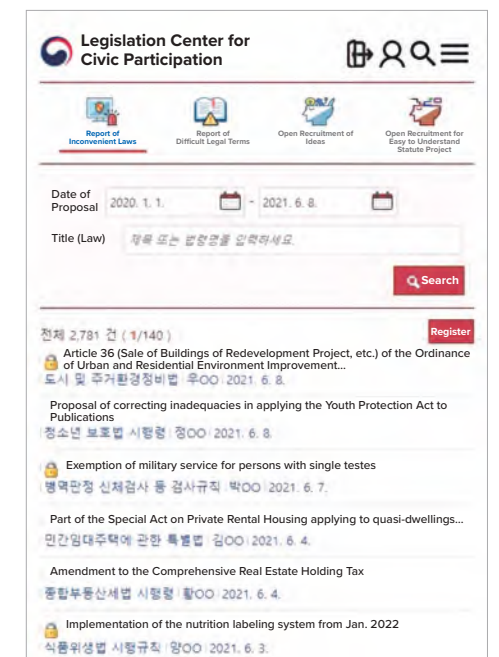 Legislation Center for
Civic Participation
Report of
Inconvenient Laws
Report of
Difficult Legal Terms
Open Recruitment of
Ideas
Open Recruitment for
Easy to Understand
Statute Project
Date of
Proposal
2020. 1. 1. - 2021. 6. 8.
Title (Law) 제목 또는 법령명을 입력하세요.
Search
전체 2,781 건 ( 1/140 )
Register
Article 36 (Sale of Buildings of Redevelopment Project, etc.) of the Ordinance
of Urban and Residential Environment Improvement...
도시 및 주거환경정비법 우OO 2021. 6. 8.
Proposal of correcting inadequacies in applying the Youth Protection Act to
Publications
청소년 보호법 시행령 정OO 2021. 6. 8.
Exemption of military service for persons with single testes
병역판정 신체검사 등 검사규칙 박OO 2021. 6. 7.
Part of the Special Act on Private Rental Housing applying to quasi-dwellings...
민간임대주택에 관한 특별법 김OO 2021. 6. 4.
Amendment to the Comprehensive Real Estate Holding Tax
종합부동산세법 시행령 황OO 2021. 6. 4.
Implementation of the nutrition labeling system from Jan. 2022
식품위생법 시행규칙 양OO 2021. 6. 3.